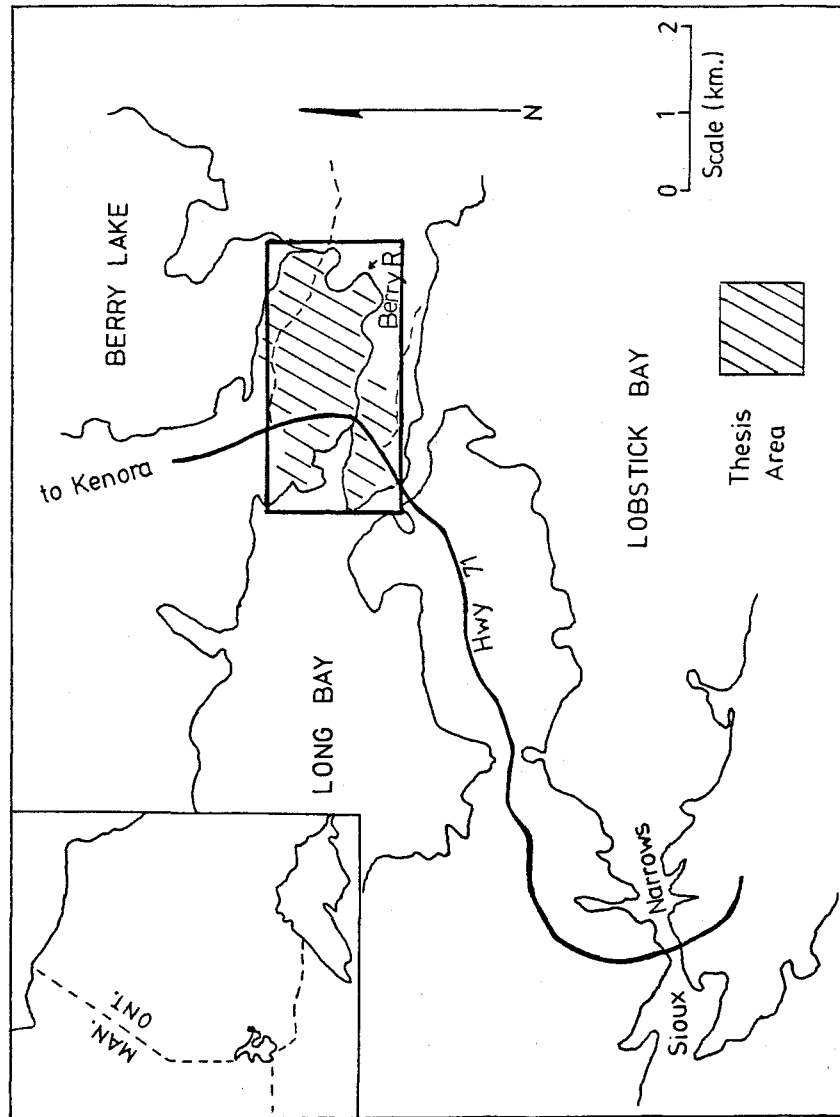 MAN.
ONT.
to Kenora
BERRY LAKE
Berry R.
N
LONG BAY
Hwy 71
LOBSTICK BAY
Sioux
Narrows
Thesis
Area
0 1 2
Scale (km.)